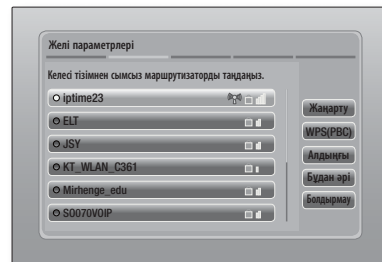 Желі параметрлері
Келесі тізімнен сымсыз маршрутизаторды таңдаңыз.
iptime23
ELT
JSY
KT_WLAN_C361
Mirhenge_edu
SO070VOIP
Жаңарту
WPS(PBC)
Алдыңғы
Бұдан әрі
Болдырмау